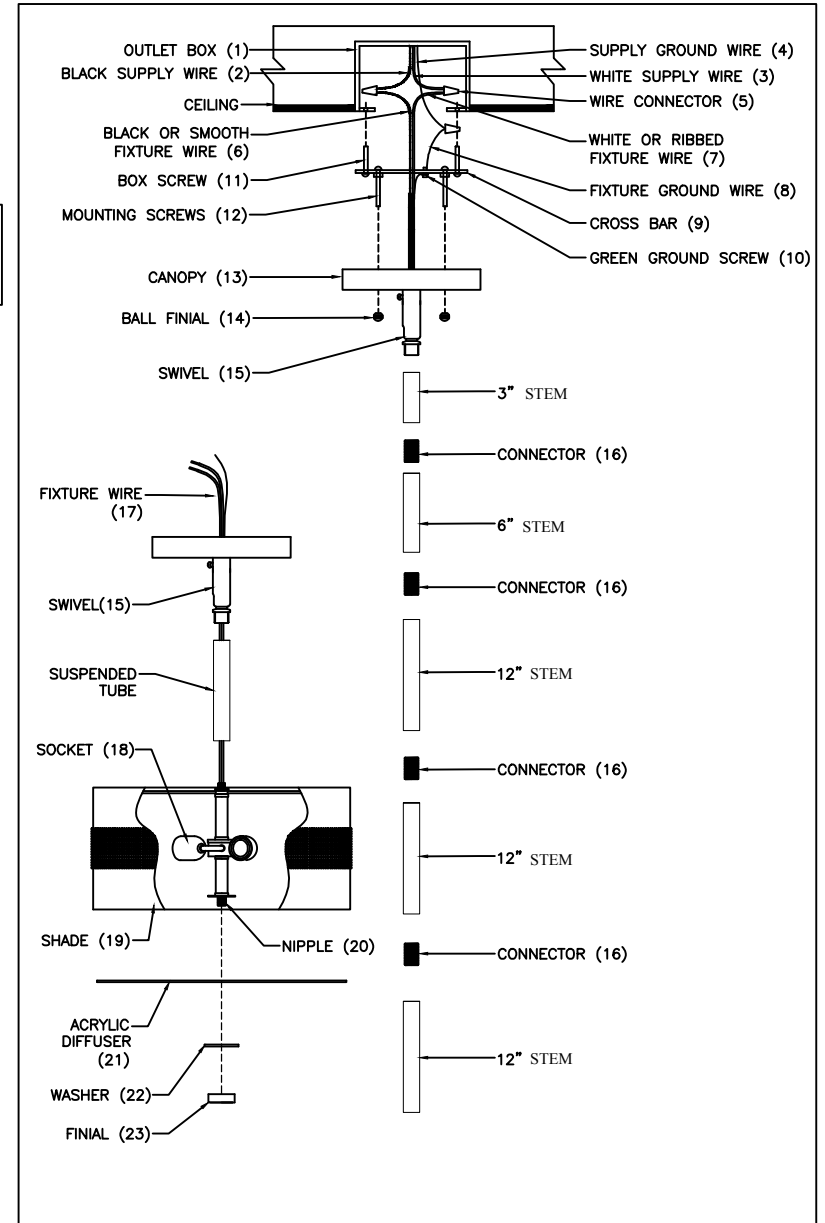 OUTLET BOX (1)
BLACK SUPPLY WIRE (2)
CEILING
BLACK OR SMOOTH
FIXTURE WIRE (6)
BOX SCREW (11)
MOUNTING SCREWS (12)
CANOPY (13)
BALL FINIAL (14)
SWIVEL (15)
SUPPLY GROUND WIRE (4)
WHITE SUPPLY WIRE (3)
WIRE CONNECTOR (5)
WHITE OR RIBBED
FIXTURE WIRE (7)
FIXTURE GROUND WIRE (8)
CROSS BAR (9)
GREEN GROUND SCREW (10)
3" STEM
CONNECTOR (16)
6" STEM
CONNECTOR (16)
12" STEM
CONNECTOR (16)
12" STEM
CONNECTOR (16)
12" STEM
FIXTURE WIRE
(17)
SWIVEL(15)
SUSPENDED
TUBE
SOCKET (18)
SHADE (19)
NIPPLE (20)
ACRYLIC
DIFFUSER
(21)
WASHER (22)
FINIAL (23)